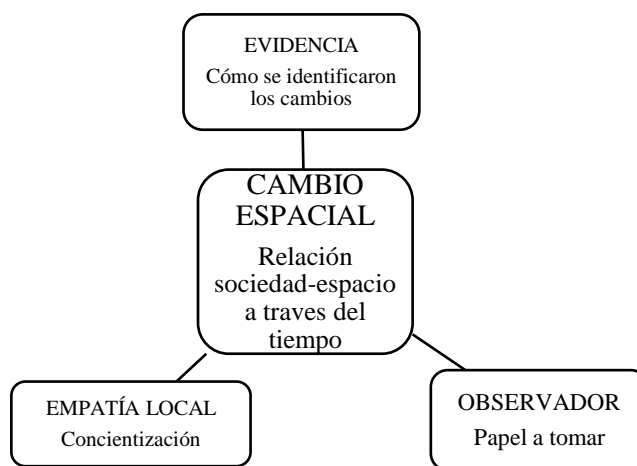 EVIDENCIA
Cómo se identificaron
los cambios
CAMBIO
ESPACIAL
Relación
sociedad-espacio
a traves del
tiempo
EMPATÍA LOCAL
Concientización
OBSERVADOR
Papel a tomar